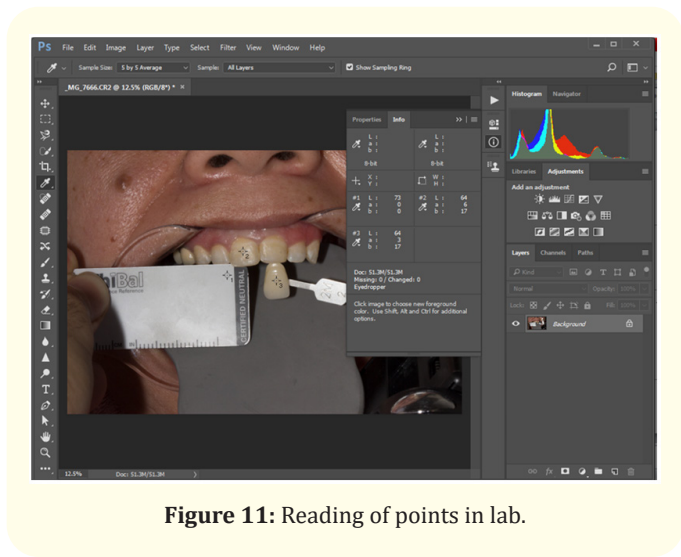 Ps File Edit Image Layer Type Select Filter View Window Help
Sample Size: 5 by 5 Average Sample: All Layers Show Sampling Ring
_MG_7666.CR2 @ 12.5% (RGB/8*) * ×
Histogram Navigator
Properties Info
L : L :
a : a :
b : b :
8-bit 8-bit
X : W :
Y : H :
#1 L : 73 #2 L : 64
a : 0 a : 6
b : 0 b : 17
#3 L : 64
a : 3
b : 17
Doc: 51.3M/51.3M
Missing: 0 / Changed: 0
Eyedropper
Click image to choose new foreground
color. Use Shift, Alt and Ctrl for additional
options.
Libraries Adjustments
Add an adjustment
Layers Channels Paths
Kind
Normal Opacity: 100%
Lock: Fill: 100%
Background
hiBal
Reference
CERTIFIED NEUTRAL
1
2
3
12.5% Doc: 51.3M/51.3M
Figure 11: Reading of points in lab.